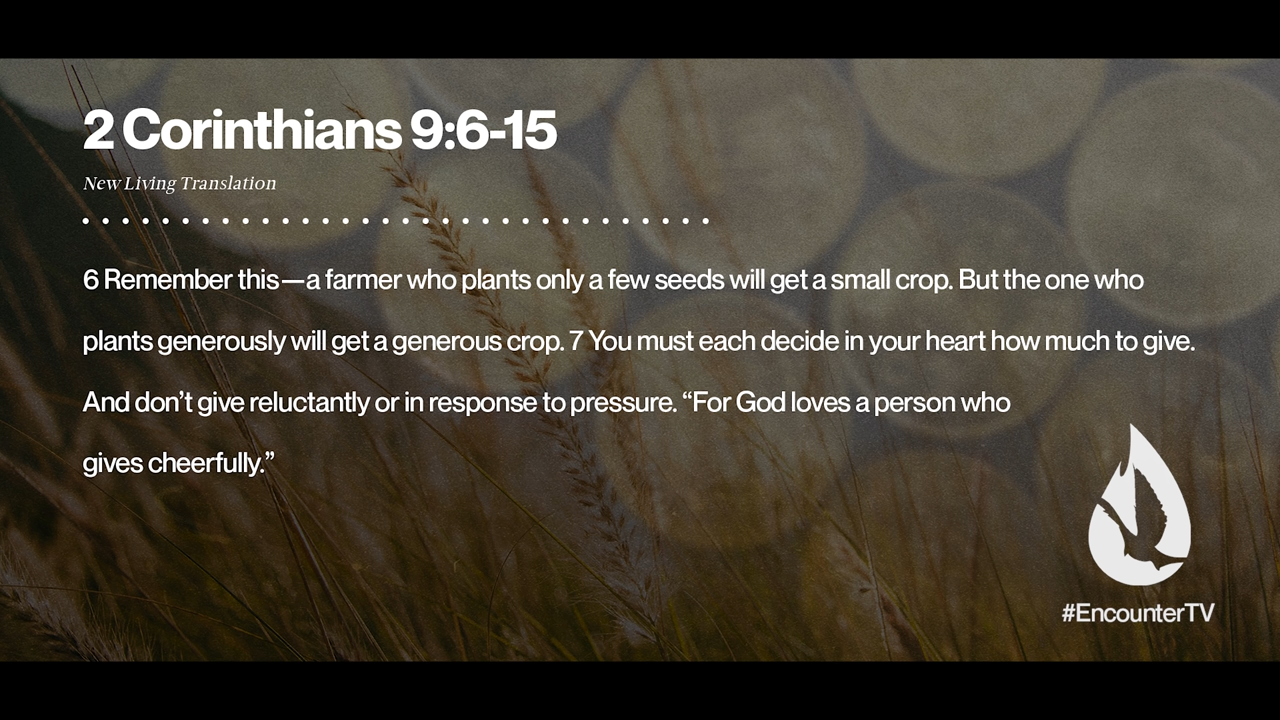 2 Corinthians 9:6-15
New Living Translation
6 Remember this—a farmer who plants only a few seeds will get a small crop. But the one who
plants generously will get a generous crop. 7 You must each decide in your heart how much to give.
And don’t give reluctantly or in response to pressure. “For God loves a person who
gives cheerfully.”
#EncounterTV